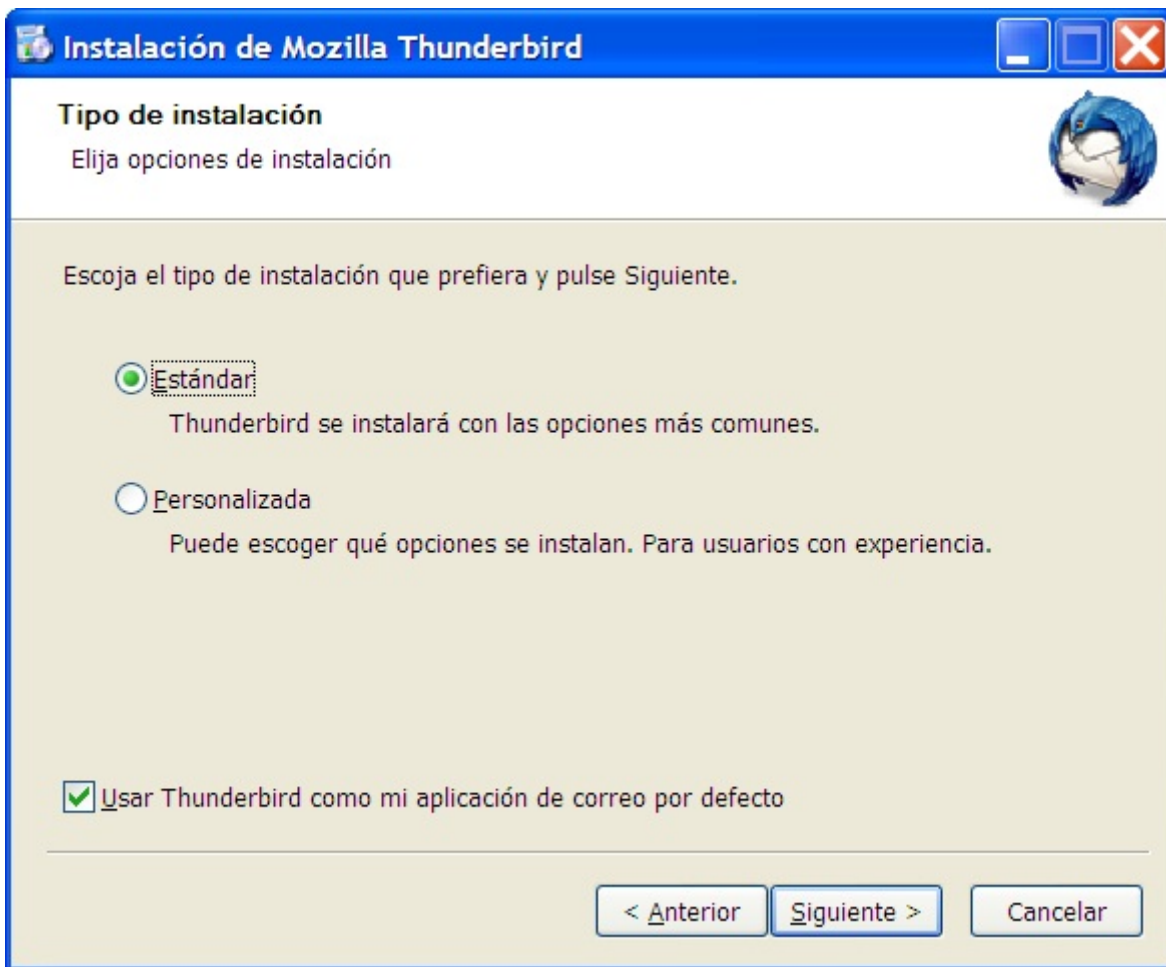 Instalación de Mozilla Thunderbird
Tipo de instalación
Elija opciones de instalación
Escoja el tipo de instalación que prefiera y pulse Siguiente.
Estándar
Thunderbird se instalará con las opciones más comunes.
Personalizada
Puede escoger qué opciones se instalan. Para usuarios con experiencia.
Usar Thunderbird como mi aplicación de correo por defecto
< Anterior Siguiente > Cancelar